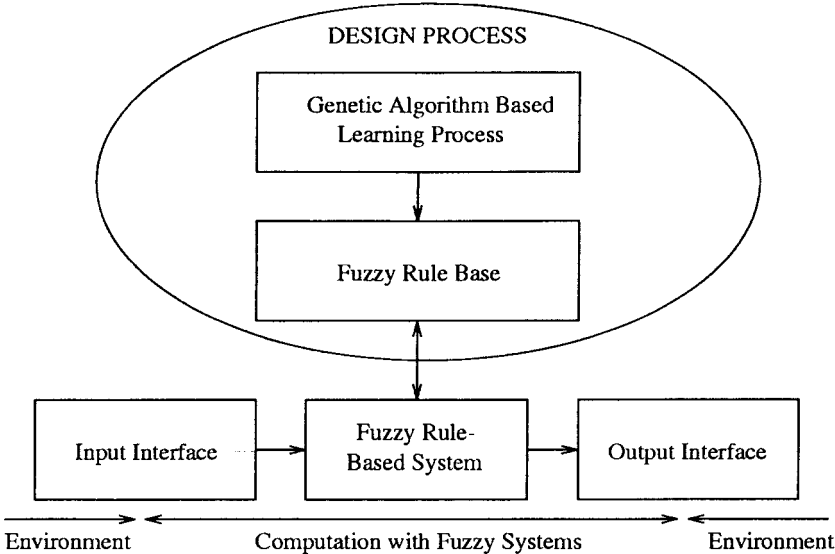 DESIGN PROCESS
Genetic Algorithm Based
Learning Process
Fuzzy Rule Base
Input Interface
Fuzzy Rule-
Based System
Output Interface
Environment
Computation with Fuzzy Systems
Environment